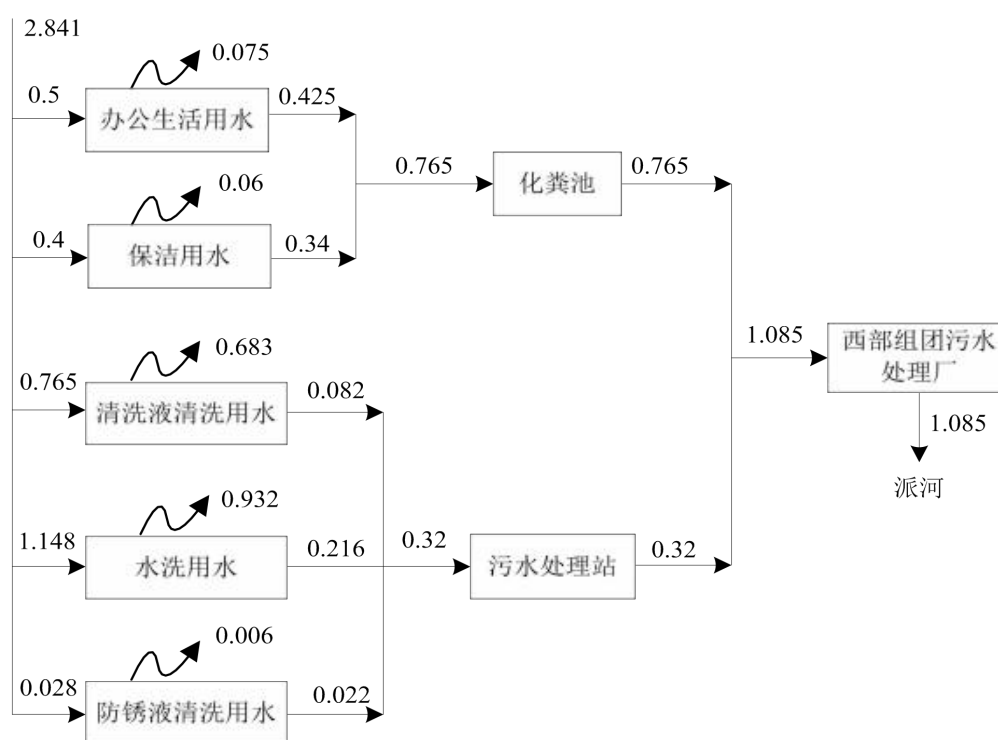 2.841
0.075
0.5
办公生活用水
0.425
0.06
0.4
保洁用水
0.34
0.765
化粪池
0.765
0.683
0.765
清洗液清洗用水
0.082
0.932
1.148
水洗用水
0.216
0.32
污水处理站
0.32
0.006
0.028
防锈液清洗用水
0.022
1.085
西部组团污水
处理厂
1.085
派河